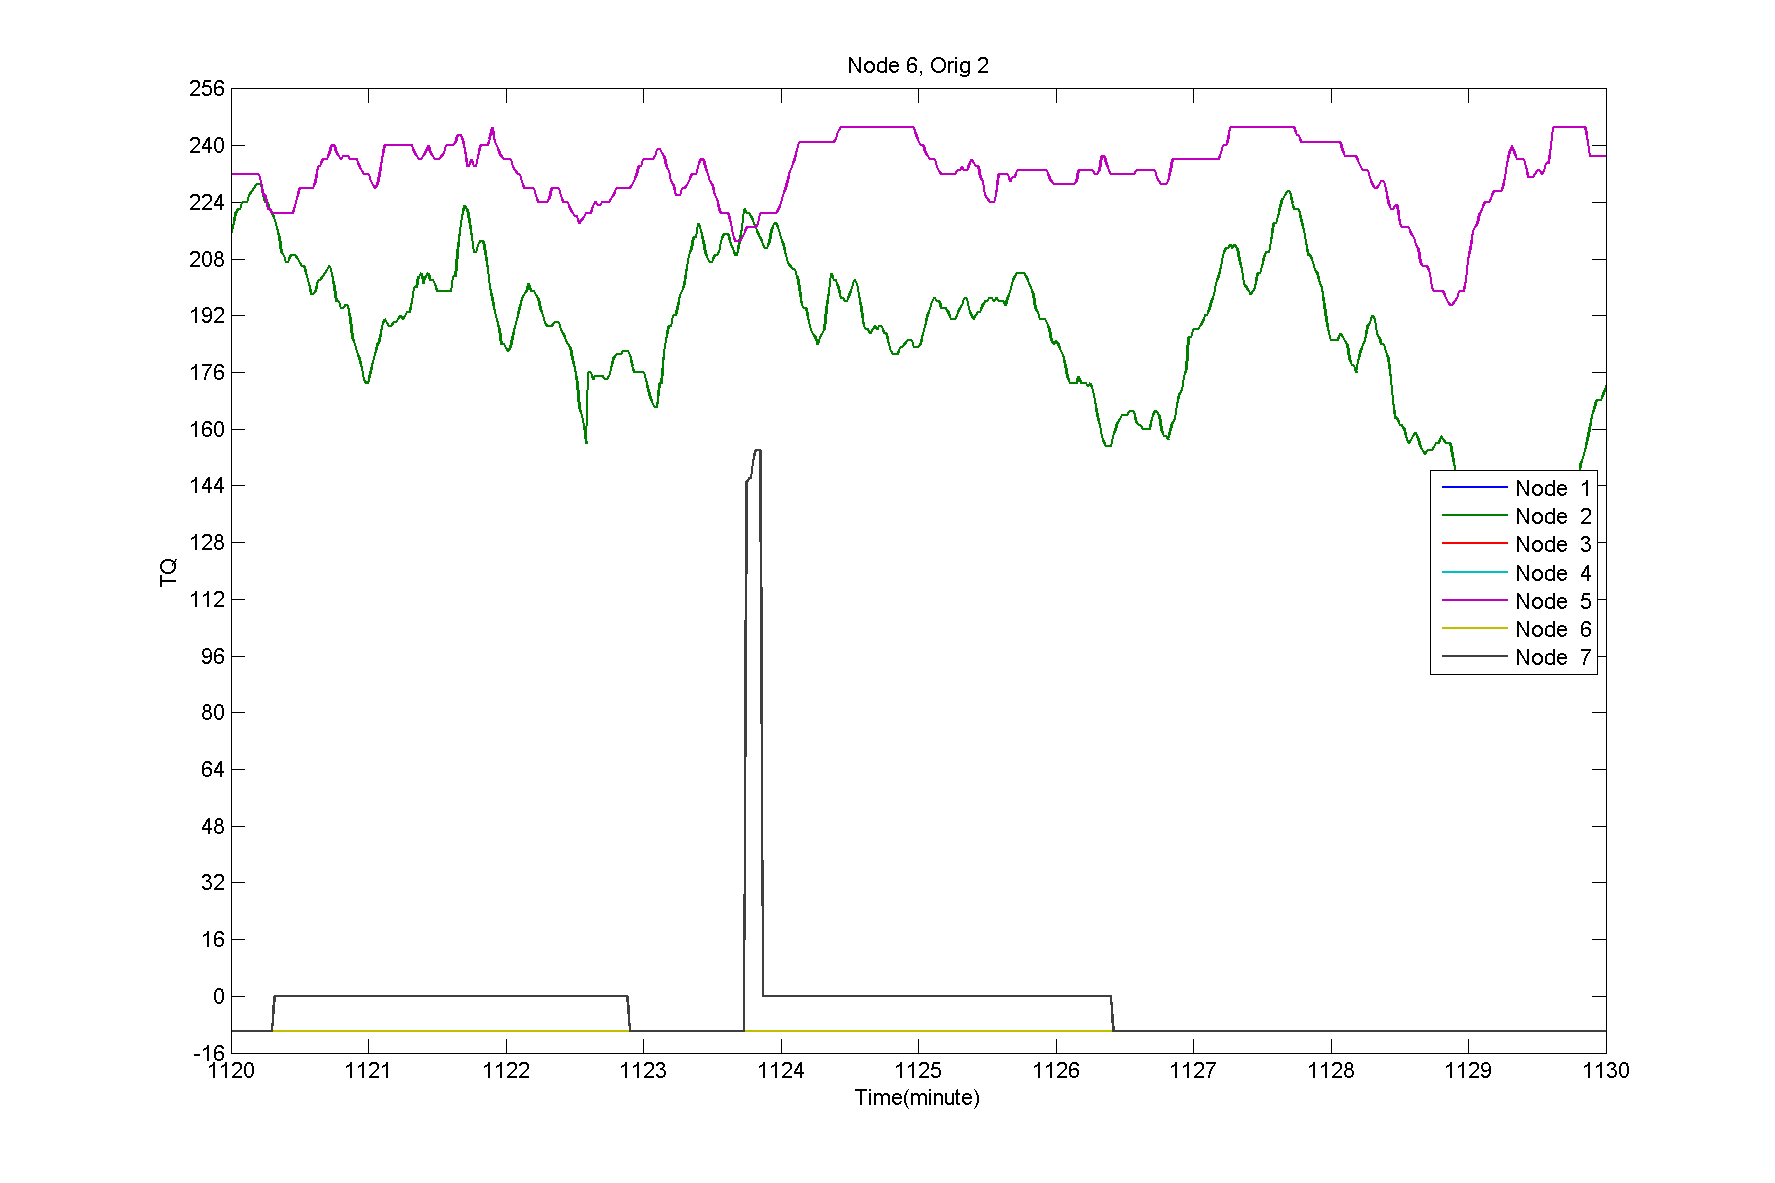 Node 6, Orig 2
256
240
224
208
192
176
160
144
128
112
96
80
64
48
32
16
0
-16
TQ
Node 1
Node 2
Node 3
Node 4
Node 5
Node 6
Node 7
1120 1121 1122 1123 1124 1125 1126 1127 1128 1129 1130
Time(minute)